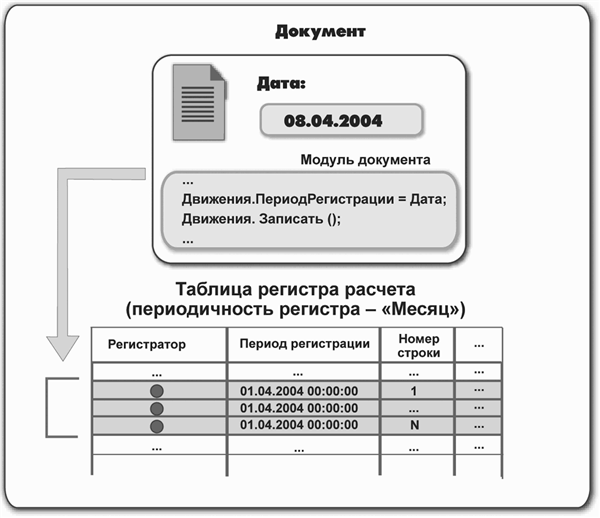 Документ
Дата:
08.04.2004
Модуль документа
...
Движения.ПериодРегистрации = Дата;
Движения. Записать ();
...
Таблица регистра расчета
(периодичность регистра – «Месяц»)
Регистратор Период регистрации Номер строки ...
... ... ... ...
01.04.2004 00:00:00 1 ...
01.04.2004 00:00:00 ... ...
01.04.2004 00:00:00 N ...
... ... ... ...